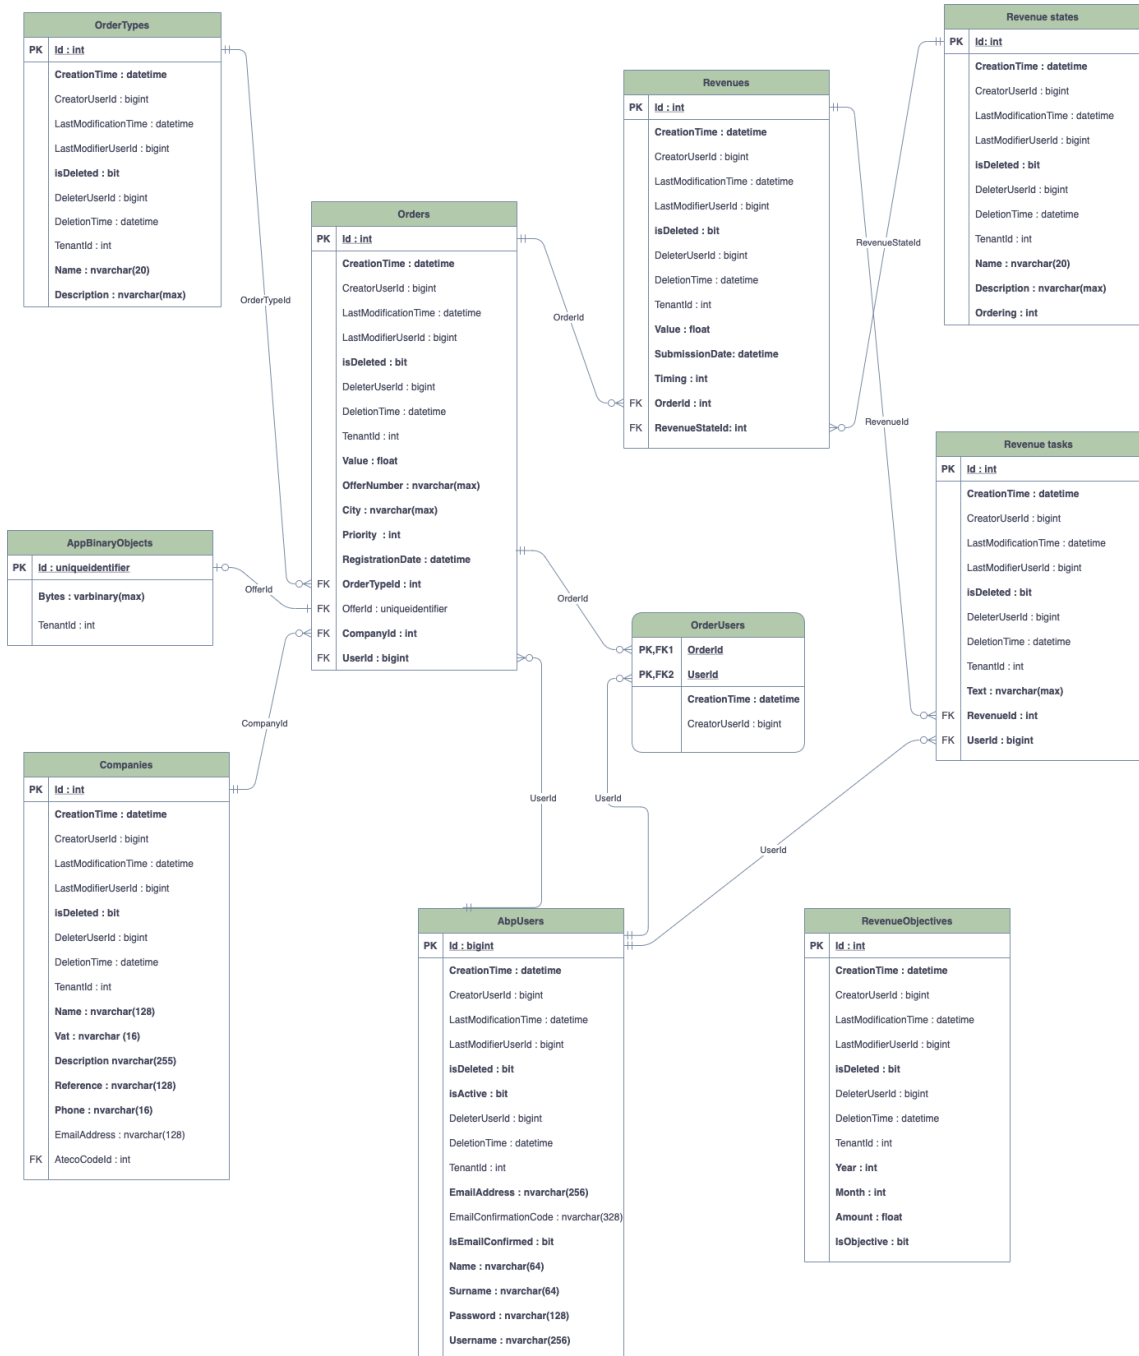 OrderTypes
PK Id : int
CreationTime : datetime
CreatorUserId : bigint
LastModificationTime : datetime
LastModifierUserId : bigint
isDeleted : bit
DeleterUserId : bigint
DeletionTime : datetime
TenantId : int
Name : nvarchar(20)
Description : nvarchar(max)
OrderTypeId
Orders
PK Id : int
CreationTime : datetime
CreatorUserId : bigint
LastModificationTime : datetime
LastModifierUserId : bigint
isDeleted : bit
DeleterUserId : bigint
DeletionTime : datetime
TenantId : int
Value : float
OfferNumber : nvarchar(max)
City : nvarchar(max)
Priority : int
RegistrationDate : datetime
FK OrderTypeId : int
FK OfferId : uniqueidentifier
FK CompanyId : int
FK UserId : bigint
OrderId
Revenues
PK Id : int
CreationTime : datetime
CreatorUserId : bigint
LastModificationTime : datetime
LastModifierUserId : bigint
isDeleted : bit
DeleterUserId : bigint
DeletionTime : datetime
TenantId : int
Value : float
SubmissionDate: datetime
Timing : int
FK OrderId : int
FK RevenueStateId: int
RevenueStateId
RevenueId
Revenue states
PK Id: int
CreationTime : datetime
CreatorUserId : bigint
LastModificationTime : datetime
LastModifierUserId : bigint
isDeleted : bit
DeleterUserId : bigint
DeletionTime : datetime
TenantId : int
Name : nvarchar(20)
Description : nvarchar(max)
Ordering : int
Revenue tasks
PK Id : int
CreationTime : datetime
CreatorUserId : bigint
LastModificationTime : datetime
LastModifierUserId : bigint
isDeleted : bit
DeleterUserId : bigint
DeletionTime : datetime
TenantId : int
Text : nvarchar(max)
FK RevenueId : int
FK UserId : bigint
AppBinaryObjects
PK Id : uniqueidentifier
Bytes : varbinary(max)
TenantId : int
OfferId
OrderId
OrderUsers
PK,FK1 OrderId
PK,FK2 UserId
CreationTime : datetime
CreatorUserId : bigint
CompanyId
UserId
UserId
UserId
Companies
PK Id : int
CreationTime : datetime
CreatorUserId : bigint
LastModificationTime : datetime
LastModifierUserId : bigint
isDeleted : bit
DeleterUserId : bigint
DeletionTime : datetime
TenantId : int
Name : nvarchar(128)
Vat : nvarchar (16)
Description nvarchar(255)
Reference : nvarchar(128)
Phone : nvarchar(16)
EmailAddress : nvarchar(128)
FK AtecoCodeId : int
AbpUsers
PK Id : bigint
CreationTime : datetime
CreatorUserId : bigint
LastModificationTime : datetime
LastModifierUserId : bigint
isDeleted : bit
isActive : bit
DeleterUserId : bigint
DeletionTime : datetime
TenantId : int
EmailAddress : nvarchar(256)
EmailConfirmationCode : nvarchar(328)
IsEmailConfirmed : bit
Name : nvarchar(64)
Surname : nvarchar(64)
Password : nvarchar(128)
Username : nvarchar(256)
RevenueObjectives
PK Id : int
CreationTime : datetime
CreatorUserId : bigint
LastModificationTime : datetime
LastModifierUserId : bigint
isDeleted : bit
DeleterUserId : bigint
DeletionTime : datetime
TenantId : int
Year : int
Month : int
Amount : float
IsObjective : bit